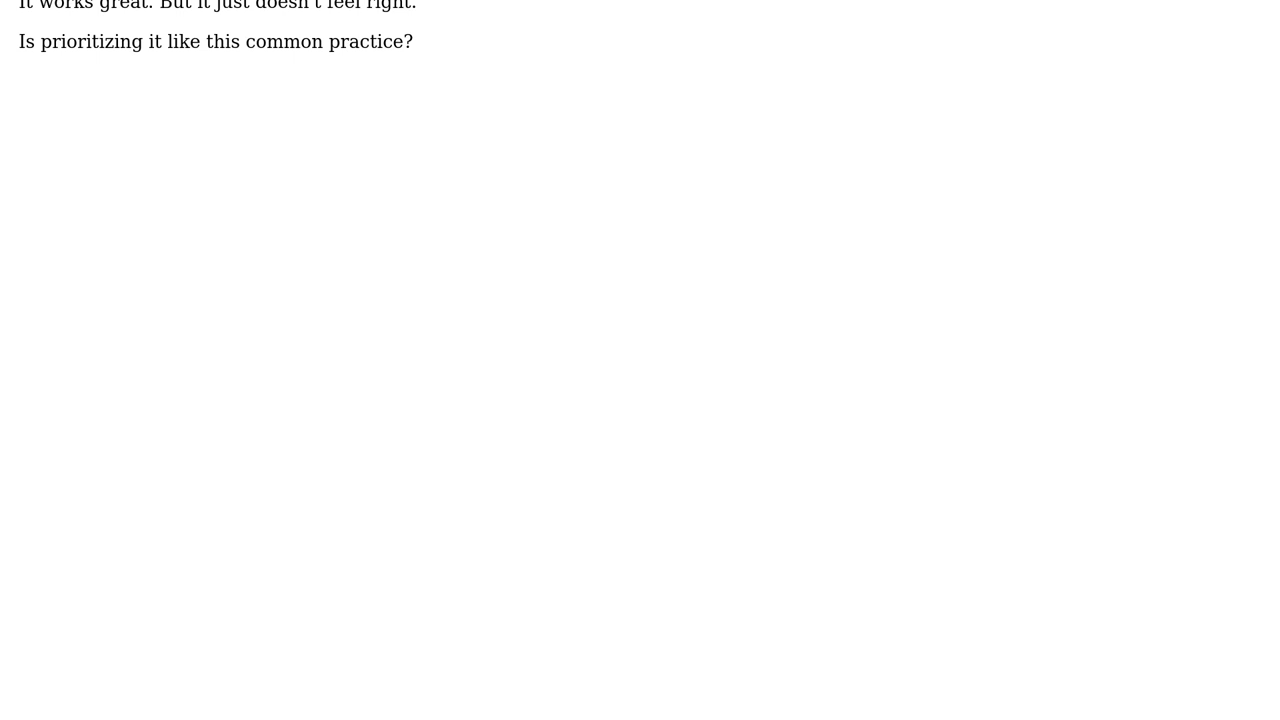 It works great. But it just doesn't feel right.
Is prioritizing it like this common practice?